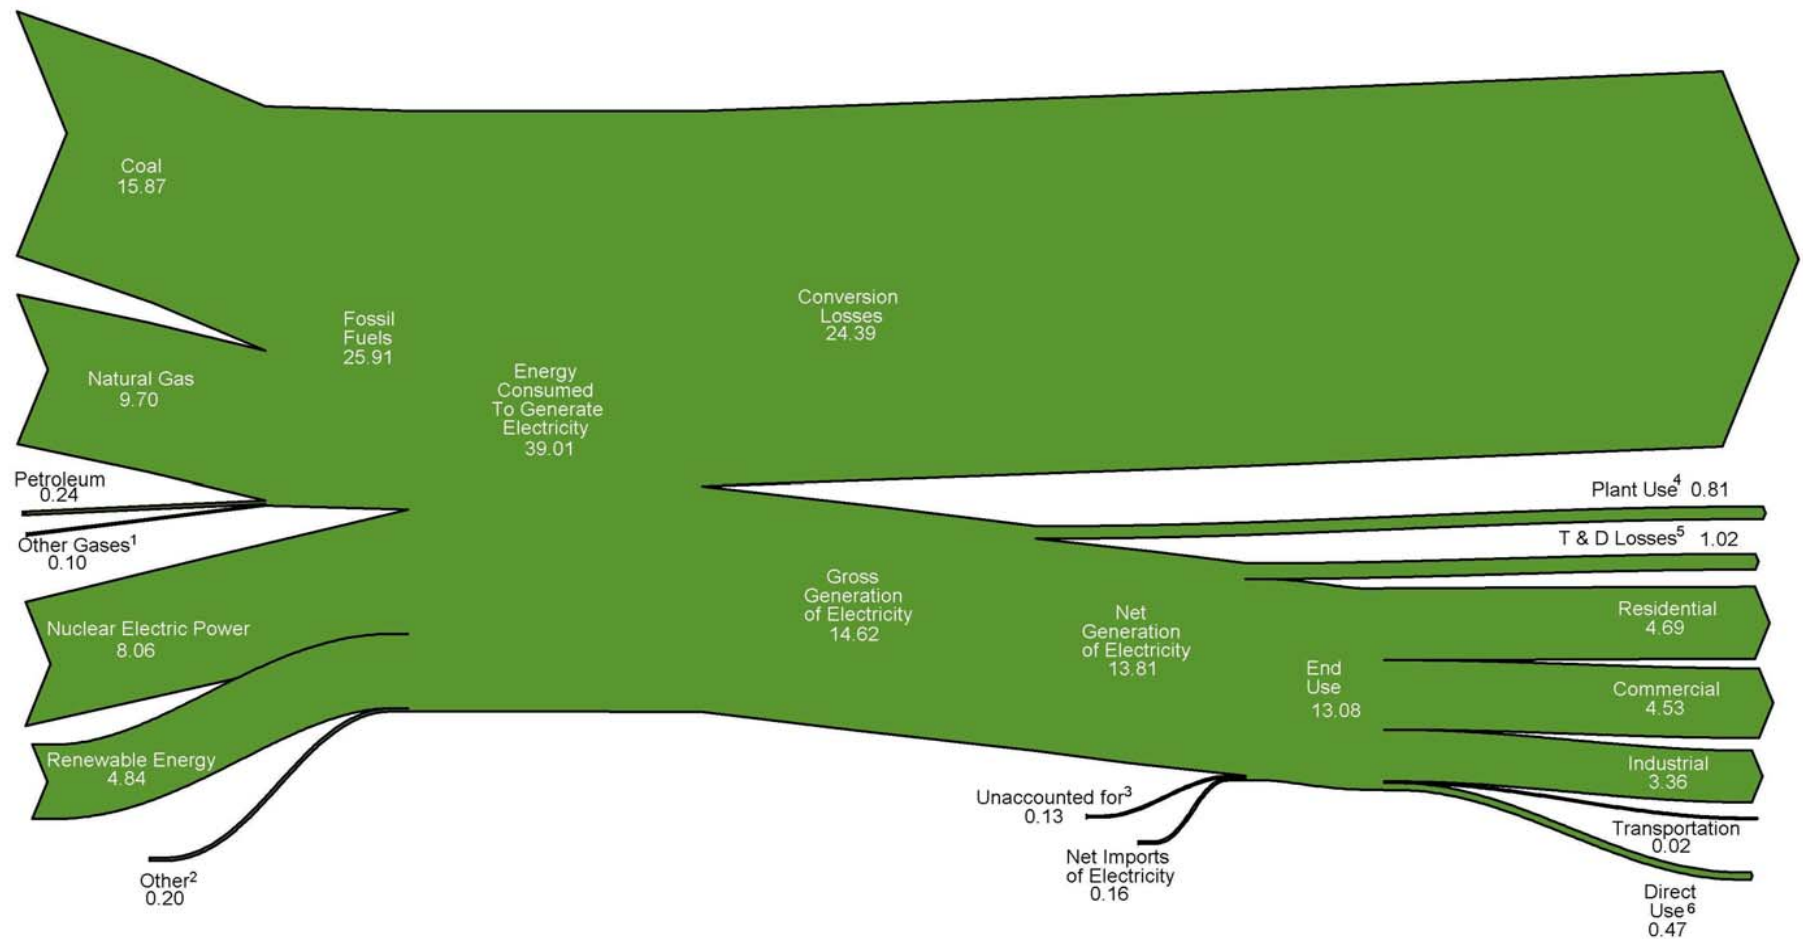 Coal
15.87
Natural Gas
9.70
Petroleum
0.24
Other Gases1
0.10
Nuclear Electric Power
8.06
Renewable Energy
4.84
Other2
0.20
Fossil
Fuels
25.91
Energy
Consumed
To Generate
Electricity
39.01
Conversion
Losses
24.39
Gross
Generation
of Electricity
14.62
Net
Generation
of Electricity
13.81
Unaccounted for3
0.13
Net Imports
of Electricity
0.16
End
Use
13.08
Plant Use4 0.81
T & D Losses5 1.02
Residential
4.69
Commercial
4.53
Industrial
3.36
Transportation
0.02
Direct
Use6
0.47